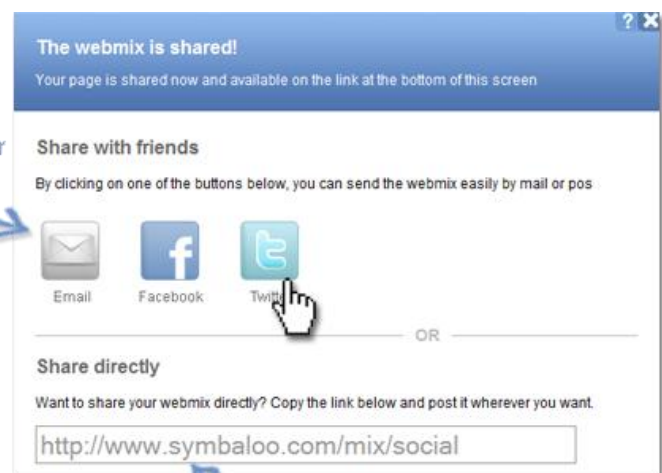 ? X
The webmix is shared!
Your page is shared now and available on the link at the bottom of this screen
Share with friends
By clicking on one of the buttons below, you can send the webmix easily by mail or pos
Email Facebook
OR
Share directly
Want to share your webmix directly? Copy the link below and post it wherever you want.
http://www.symbaloo.com/mix/social